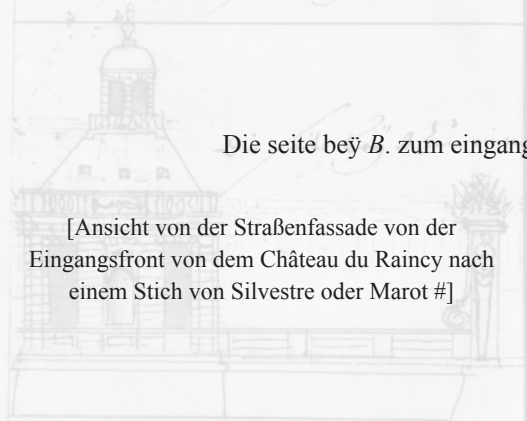 Die seite beÿ B. zum eingang
[Ansicht von der Straßenfassade von der
Eingangsfront von dem Château du Raincy nach
einem Stich von Silvestre oder Marot #]